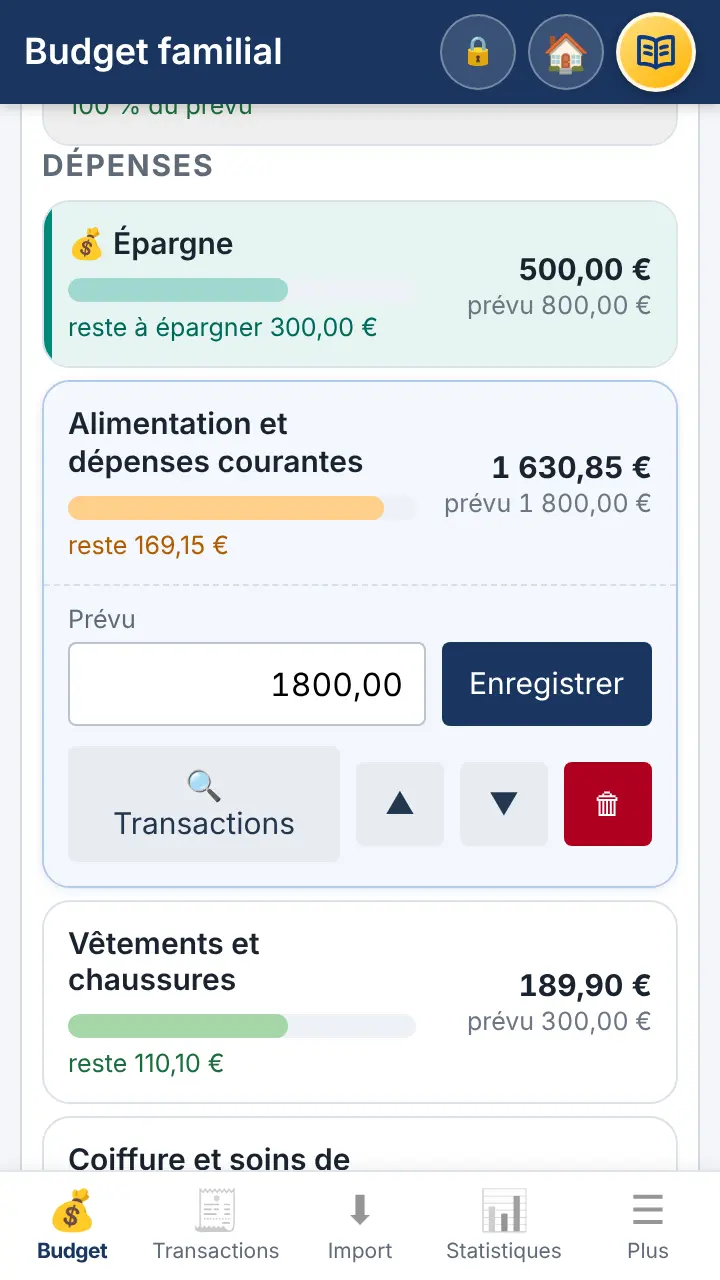 Budget familial
100 % du prévu
DÉPENSES
Épargne
500,00 €
prévu 800,00 €
reste à épargner 300,00 €
Alimentation et
dépenses courantes
1 630,85 €
prévu 1 800,00 €
reste 169,15 €
Prévu
1800,00
Enregistrer
Transactions
Vêtements et
chaussures
189,90 €
prévu 300,00 €
reste 110,10 €
Coiffure et soins de
Budget
Transactions
Import
Statistiques
Plus